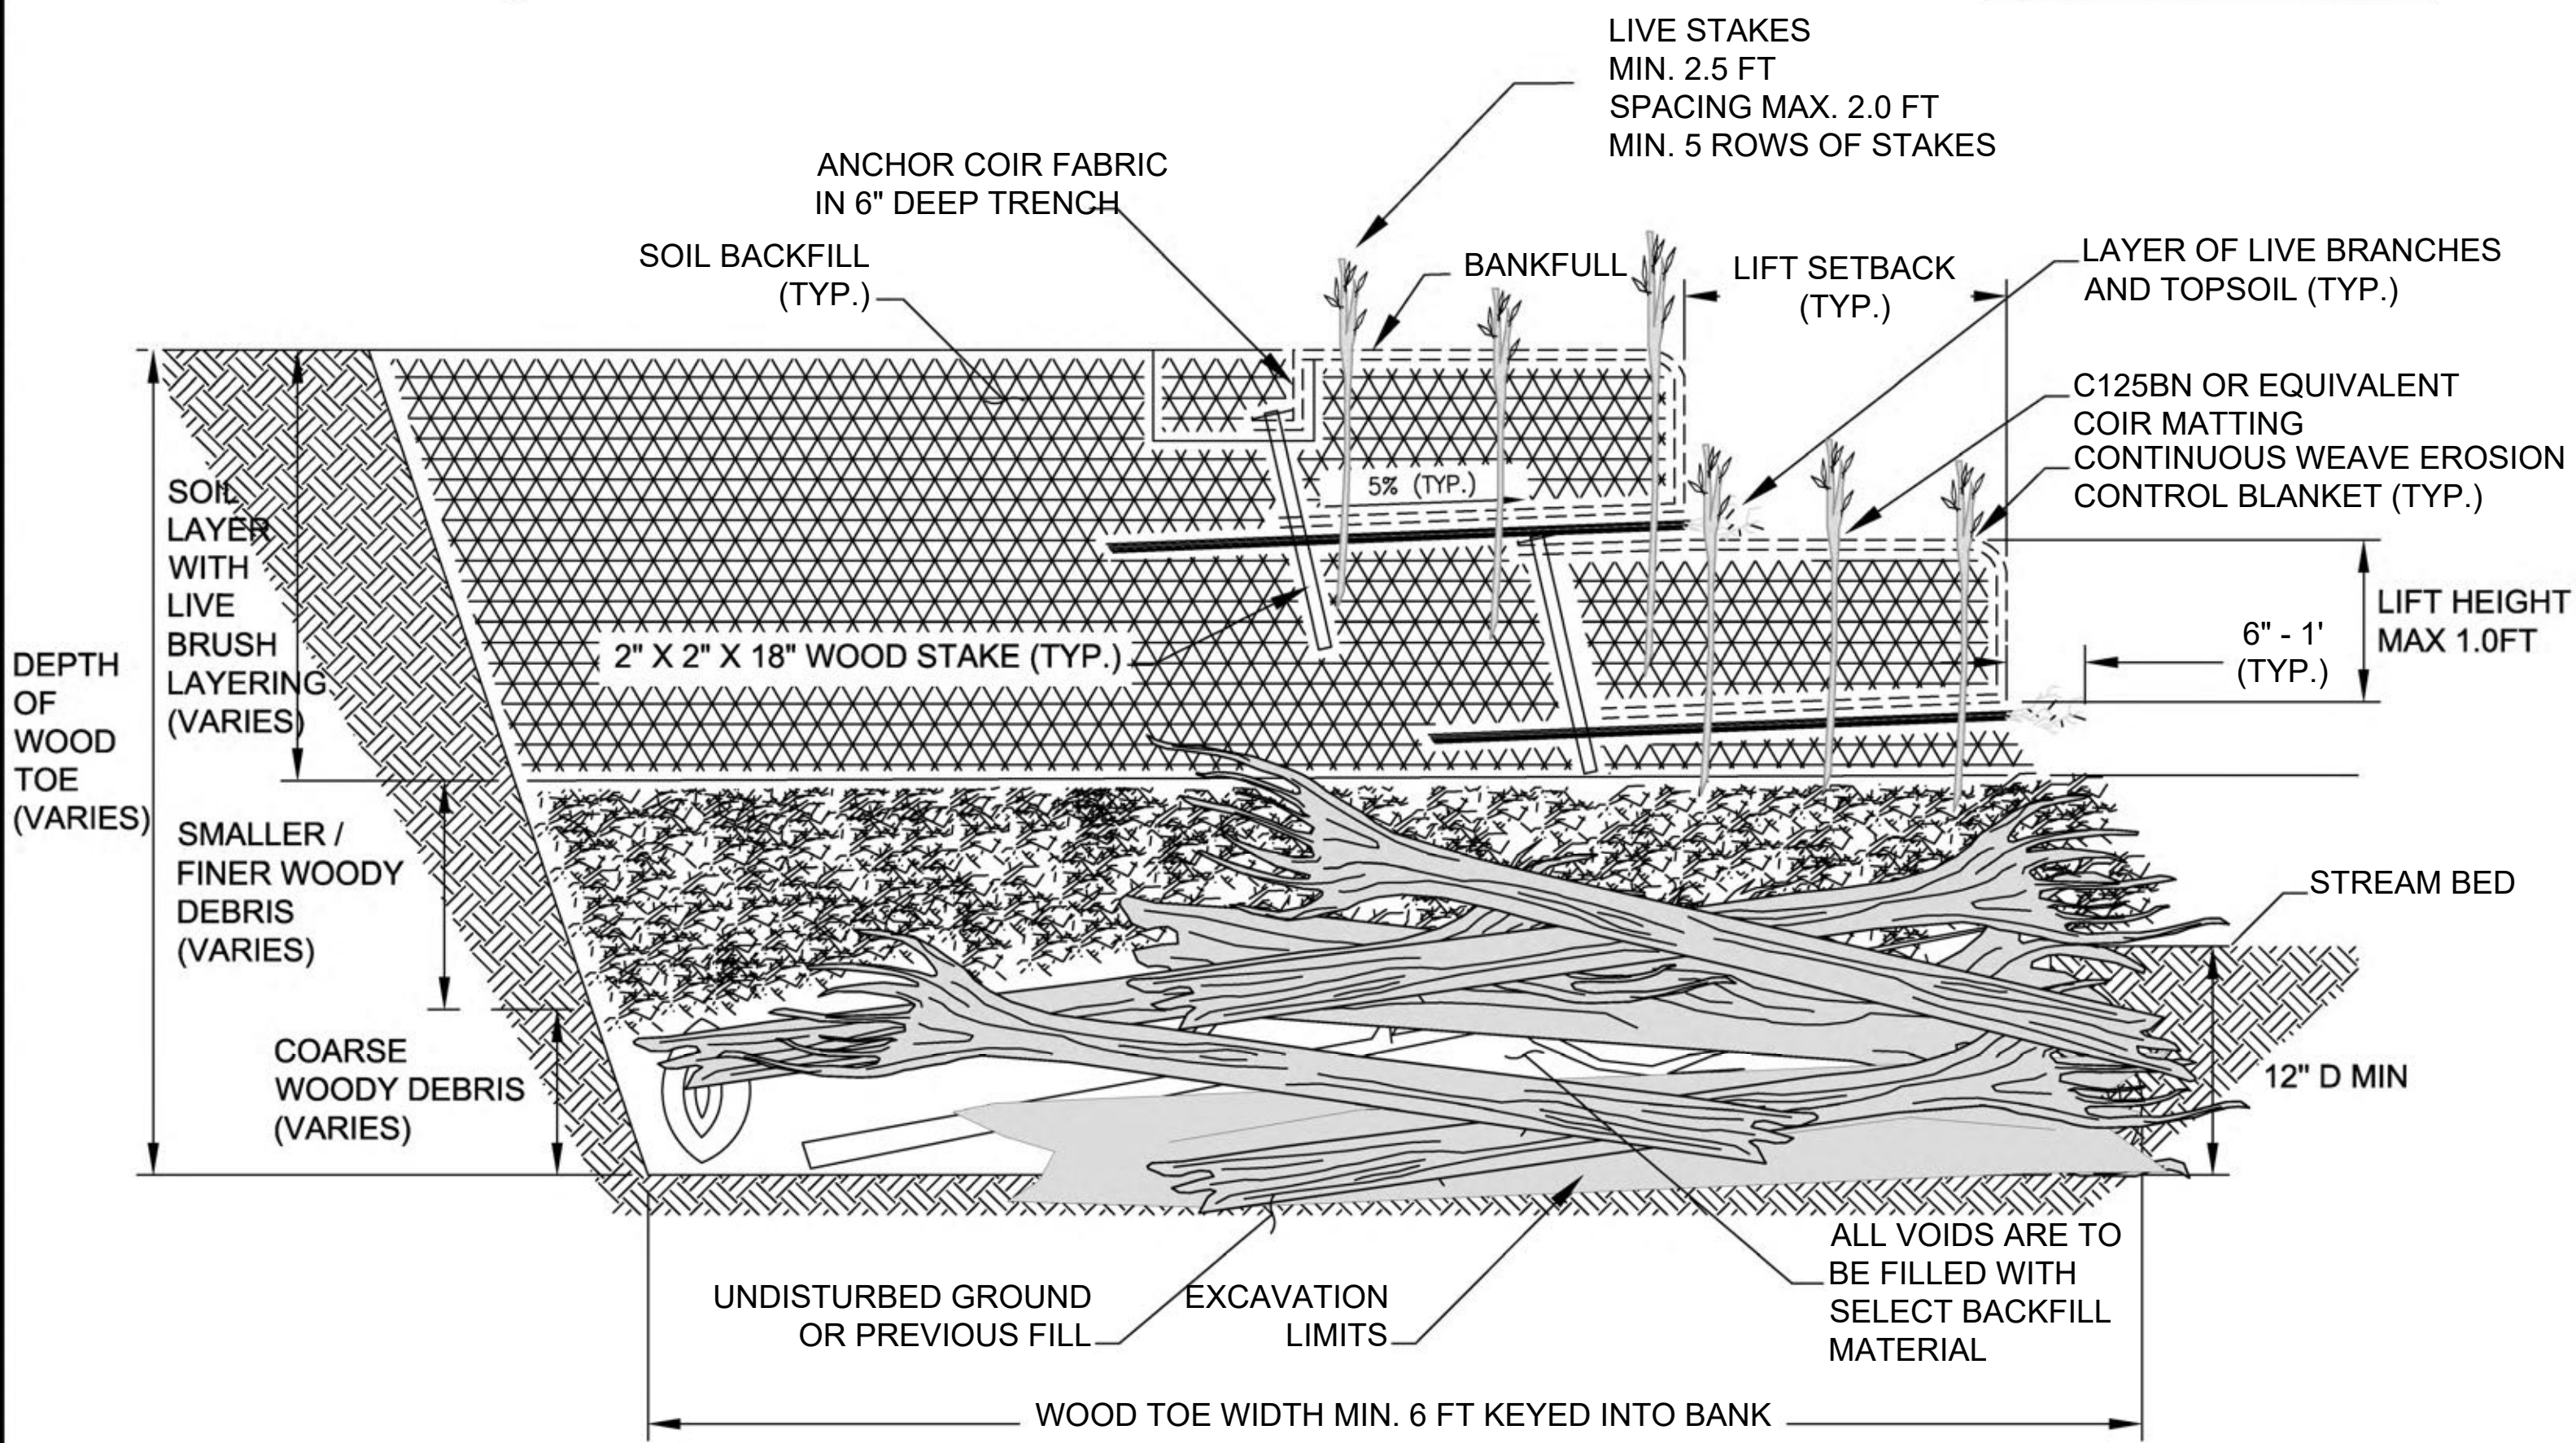 LIVE STAKES
MIN. 2.5 FT
SPACING MAX. 2.0 FT
MIN. 5 ROWS OF STAKES
ANCHOR COIR FABRIC
IN 6" DEEP TRENCH
SOIL BACKFILL
(TYP.)
BANKFULL
LIFT SETBACK
(TYP.)
LAYER OF LIVE BRANCHES
AND TOPSOIL (TYP.)
C125BN OR EQUIVALENT
COIR MATTING
CONTINUOUS WEAVE EROSION
CONTROL BLANKET (TYP.)
5% (TYP.)
SOIL
LAYER
WITH
LIVE
BRUSH
LAYERING
(VARIES)
2" X 2" X 18" WOOD STAKE (TYP.)
LIFT HEIGHT
MAX 1.0FT
6" - 1'
(TYP.)
DEPTH
OF
WOOD
TOE
(VARIES)
SMALLER /
FINER WOODY
DEBRIS
(VARIES)
STREAM BED
COARSE
WOODY DEBRIS
(VARIES)
12" D MIN
ALL VOIDS ARE TO
BE FILLED WITH
SELECT BACKFILL
MATERIAL
UNDISTURBED GROUND
OR PREVIOUS FILL
EXCAVATION
LIMITS
WOOD TOE WIDTH MIN. 6 FT KEYED INTO BANK